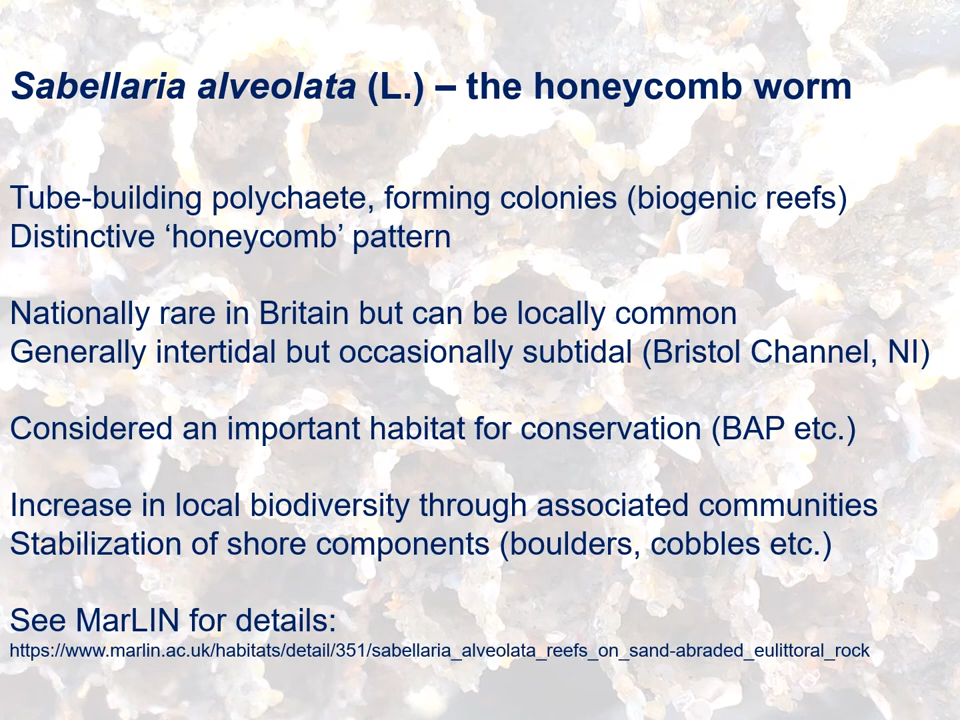 Sabellaria alveolata (L.) – the honeycomb worm
Tube-building polychaete, forming colonies (biogenic reefs)
Distinctive ‘honeycomb’ pattern
Nationally rare in Britain but can be locally common
Generally intertidal but occasionally subtidal (Bristol Channel, NI)
Considered an important habitat for conservation (BAP etc.)
Increase in local biodiversity through associated communities
Stabilization of shore components (boulders, cobbles etc.)
See MarLIN for details:
https://www.marlin.ac.uk/habitats/detail/351/sabellaria_alveolata_reefs_on_sand-abraded_eulittoral_rock